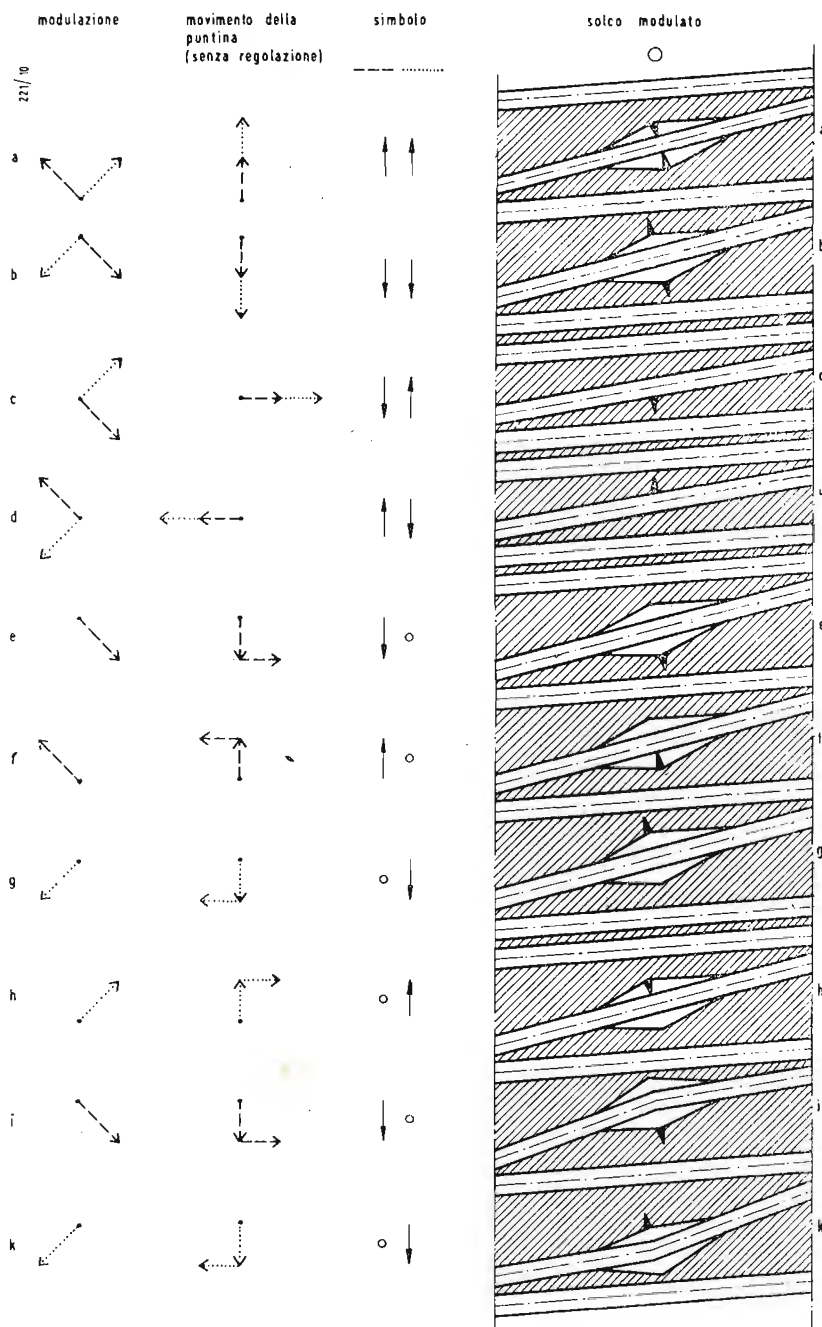 modulazione
movimento della
puntina
(senza regolazione)
simbolo
solco modulato
221/10
a
a
b
b
c
c
d
e
e
f
f
g
g
h
h
i
i
k
k